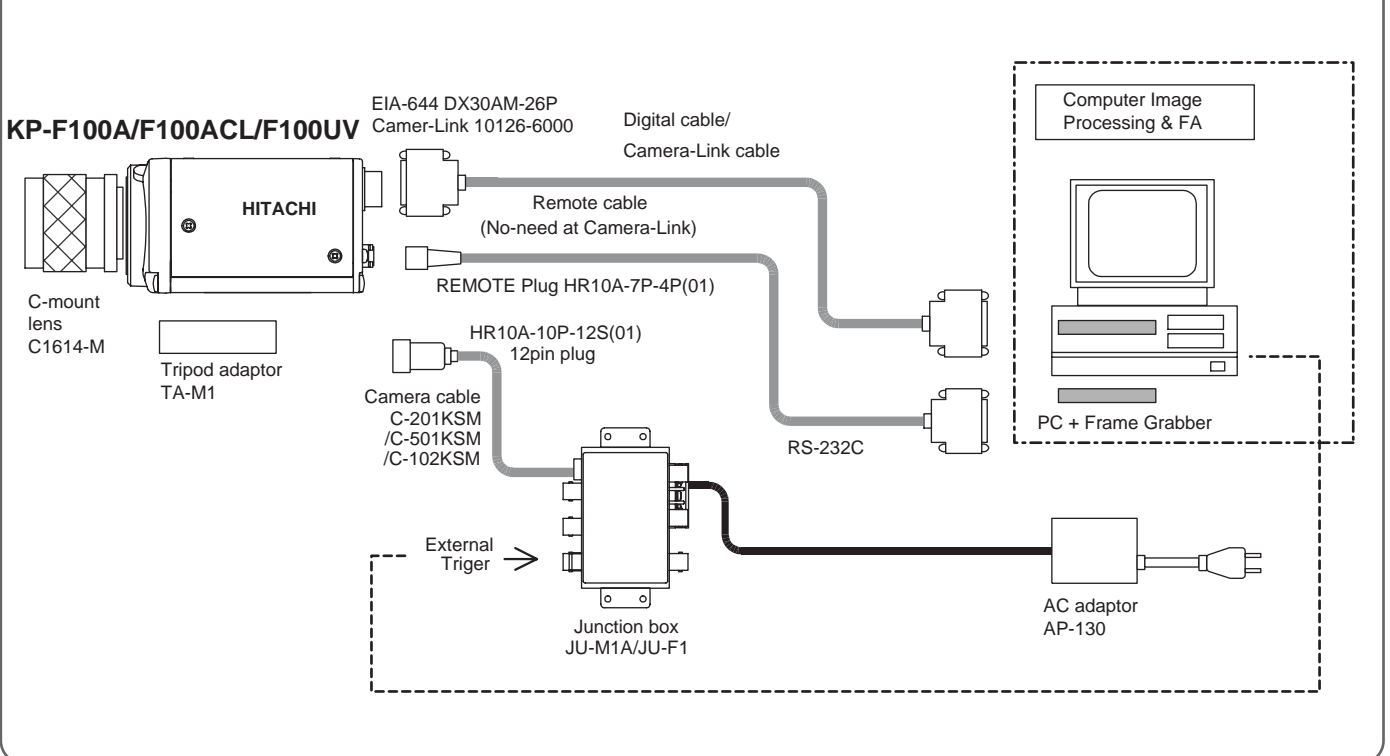 KP-F100A/F100ACL/F100UV
EIA-644 DX30AM-26P
Camer-Link 10126-6000
Digital cable/
Camera-Link cable
Computer Image
Processing & FA
HITACHI
Remote cable
(No-need at Camera-Link)
REMOTE Plug HR10A-7P-4P(01)
C-mount
lens
C1614-M
Tripod adaptor
TA-M1
HR10A-10P-12S(01)
12pin plug
Camera cable
C-201KSM
/C-501KSM
/C-102KSM
RS-232C
PC + Frame Grabber
External
Triger
Junction box
JU-M1A/JU-F1
AC adaptor
AP-130